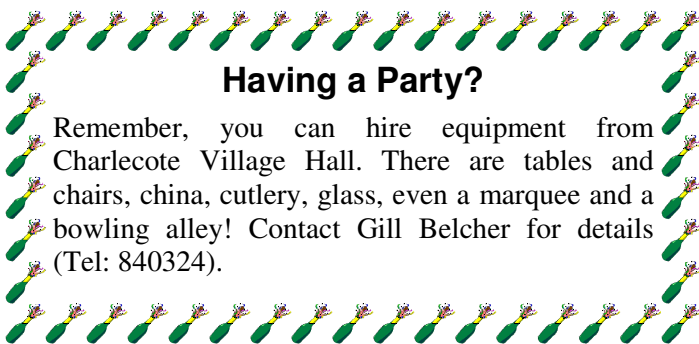 Having a Party?
Remember, you can hire equipment from
Charlecote Village Hall. There are tables and
chairs, china, cutlery, glass, even a marquee and a
bowling alley! Contact Gill Belcher for details
(Tel: 840324).